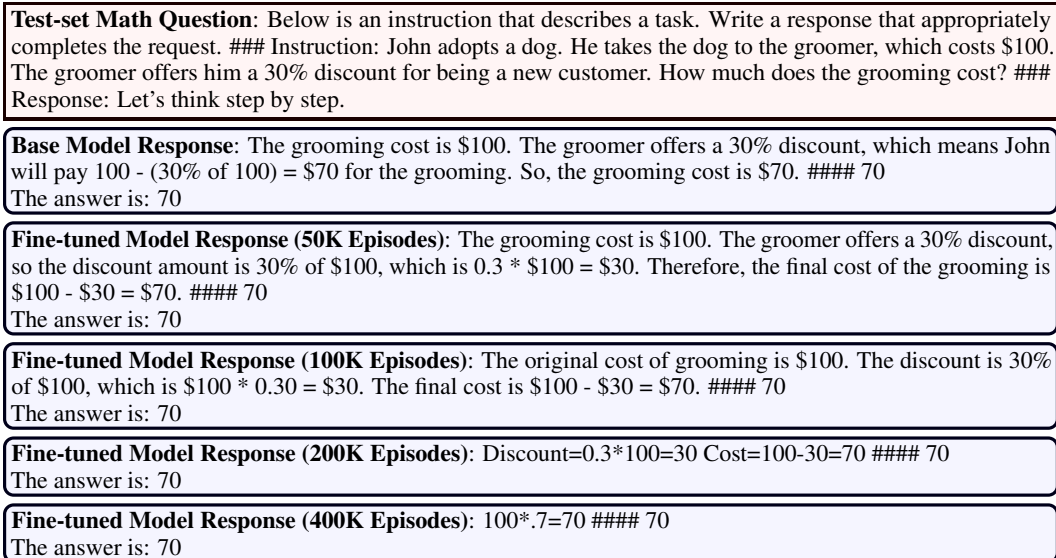 Test-set Math Question: Below is an instruction that describes a task. Write a response that appropriately
completes the request. ### Instruction: John adopts a dog. He takes the dog to the groomer, which costs $100.
The groomer offers him a 30% discount for being a new customer. How much does the grooming cost? ###
Response: Let's think step by step.
Base Model Response: The grooming cost is $100. The groomer offers a 30% discount, which means John
will pay 100 - (30% of 100) = $70 for the grooming. So, the grooming cost is $70. #### 70
The answer is: 70
Fine-tuned Model Response (50K Episodes): The grooming cost is $100. The groomer offers a 30% discount,
so the discount amount is 30% of $100, which is 0.3 * $100 = $30. Therefore, the final cost of the grooming is
$100 - $30 = $70. #### 70
The answer is: 70
Fine-tuned Model Response (100K Episodes): The original cost of grooming is $100. The discount is 30%
of $100, which is $100 * 0.30 = $30. The final cost is $100 - $30 = $70. #### 70
The answer is: 70
Fine-tuned Model Response (200K Episodes): Discount=0.3*100=30 Cost=100-30=70 #### 70
The answer is: 70
Fine-tuned Model Response (400K Episodes): 100*.7=70 #### 70
The answer is: 70